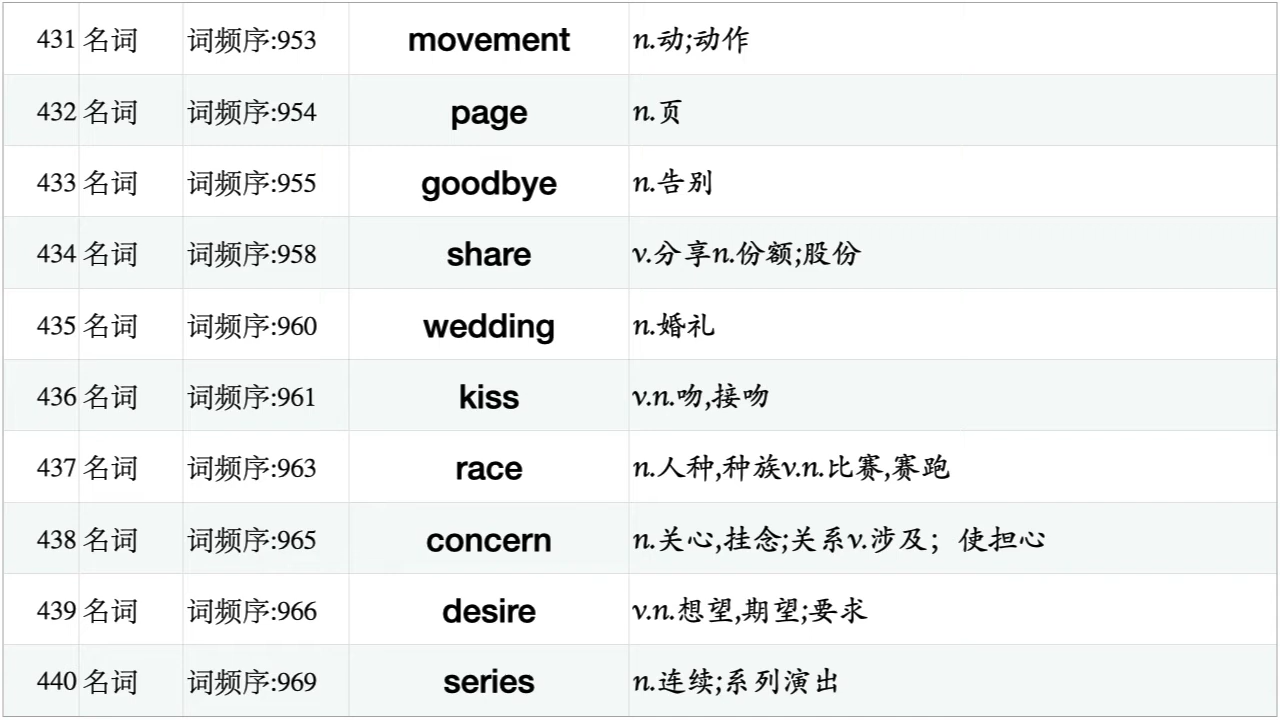 431 名词 词频序:953 movement n.动;动作
432 名词 词频序:954 page n.页
433 名词 词频序:955 goodbye n.告别
434 名词 词频序:958 share v.分享n.份额;股份
435 名词 词频序:960 wedding n.婚礼
436 名词 词频序:961 kiss v.n.吻,接吻
437 名词 词频序:963 race n.人种,种族v.n.比赛,赛跑
438 名词 词频序:965 concern n.关心,挂念;关系v.涉及；使担心
439 名词 词频序:966 desire v.n.想望,期望;要求
440 名词 词频序:969 series n.连续;系列演出